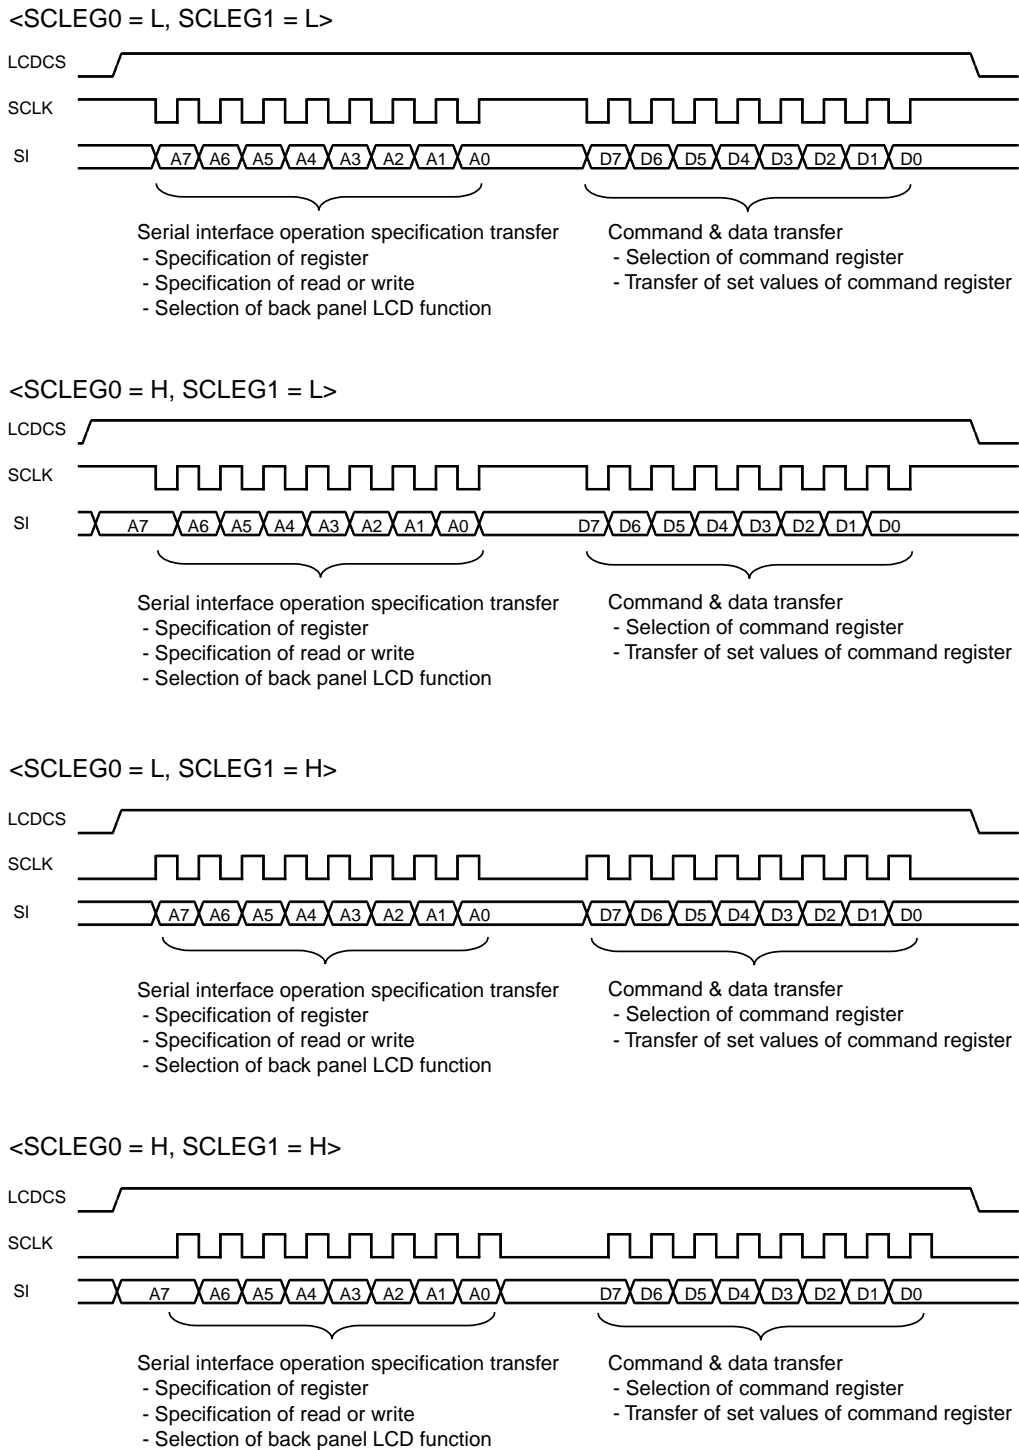 <SCLEG0 = L, SCLEG1 = L>
LCDCS
SCLK
SI A7 A6 A5 A4 A3 A2 A1 A0 D7 D6 D5 D4 D3 D2 D1 D0
Serial interface operation specification transfer
- Specification of register
- Specification of read or write
- Selection of back panel LCD function
Command & data transfer
- Selection of command register
- Transfer of set values of command register
<SCLEG0 = H, SCLEG1 = L>
LCDCS
SCLK
SI A7 A6 A5 A4 A3 A2 A1 A0 D7 D6 D5 D4 D3 D2 D1 D0
Serial interface operation specification transfer
- Specification of register
- Specification of read or write
- Selection of back panel LCD function
Command & data transfer
- Selection of command register
- Transfer of set values of command register
<SCLEG0 = L, SCLEG1 = H>
LCDCS
SCLK
SI A7 A6 A5 A4 A3 A2 A1 A0 D7 D6 D5 D4 D3 D2 D1 D0
Serial interface operation specification transfer
- Specification of register
- Specification of read or write
- Selection of back panel LCD function
Command & data transfer
- Selection of command register
- Transfer of set values of command register
<SCLEG0 = H, SCLEG1 = H>
LCDCS
SCLK
SI A7 A6 A5 A4 A3 A2 A1 A0 D7 D6 D5 D4 D3 D2 D1 D0
Serial interface operation specification transfer
- Specification of register
- Specification of read or write
- Selection of back panel LCD function
Command & data transfer
- Selection of command register
- Transfer of set values of command register